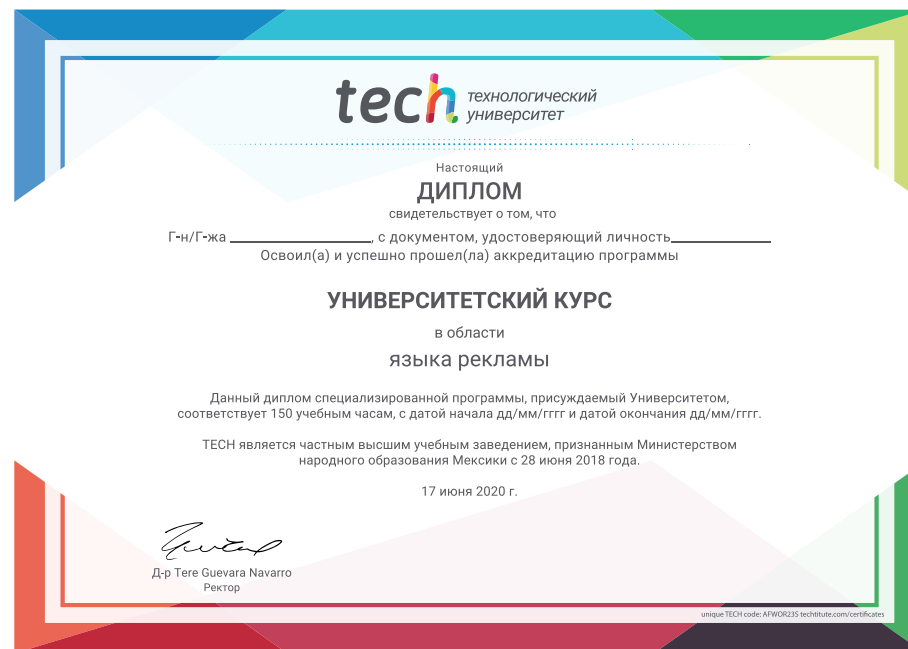 tech технологический
университет
Настоящий
ДИПЛОМ
свидетельствует о том, что
Г-н/Г-жа ____________________, с документом, удостоверяющий личность______________
Освоил(а) и успешно прошел(ла) аккредитацию программы
УНИВЕРСИТЕТСКИЙ КУРС
в области
языка рекламы
Данный диплом специализированной программы, присуждаемый Университетом,
соответствует 150 учебным часам, с датой начала дд/мм/гггг и датой окончания дд/мм/гггг.
TECH является частным высшим учебным заведением, признанным Министерством
народного образования Мексики с 28 июня 2018 года.
17 июня 2020 г.
Д-р Tere Guevara Navarro
Ректор
unique TECH code: AFWOR23S techtitute.com/certificates